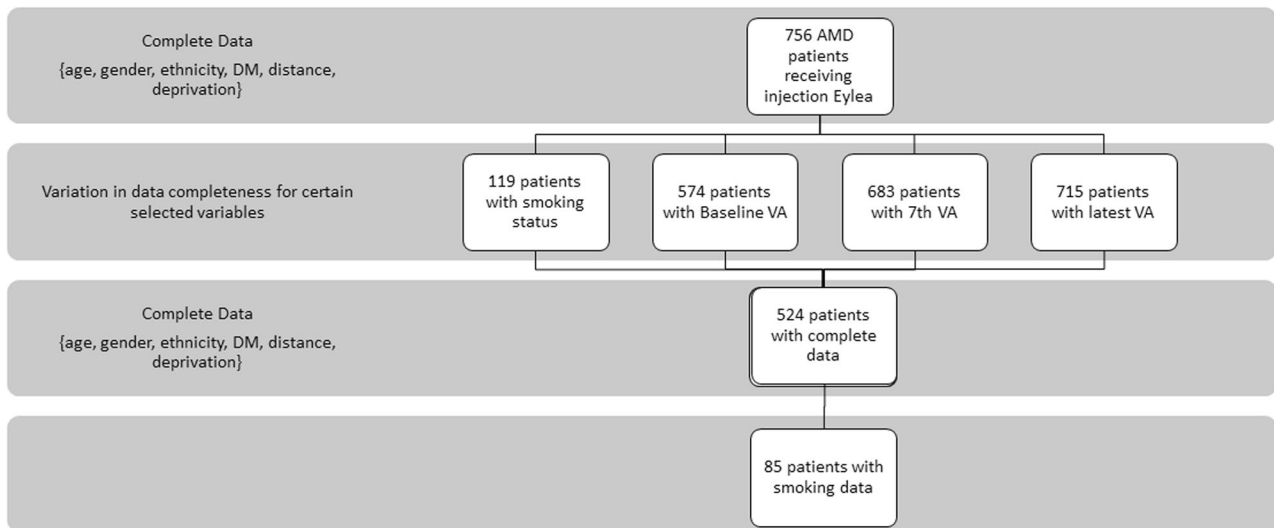 Complete Data
{age, gender, ethnicity, DM, distance,
deprivation}
756 AMD
patients
receiving
injection Eylea
Variation in data completeness for certain
selected variables
119 patients
with smoking
status
574 patients
with Baseline VA
683 patients
with 7th VA
715 patients
with latest VA
Complete Data
{age, gender, ethnicity, DM, distance,
deprivation}
524 patients
with complete
data
85 patients with
smoking data